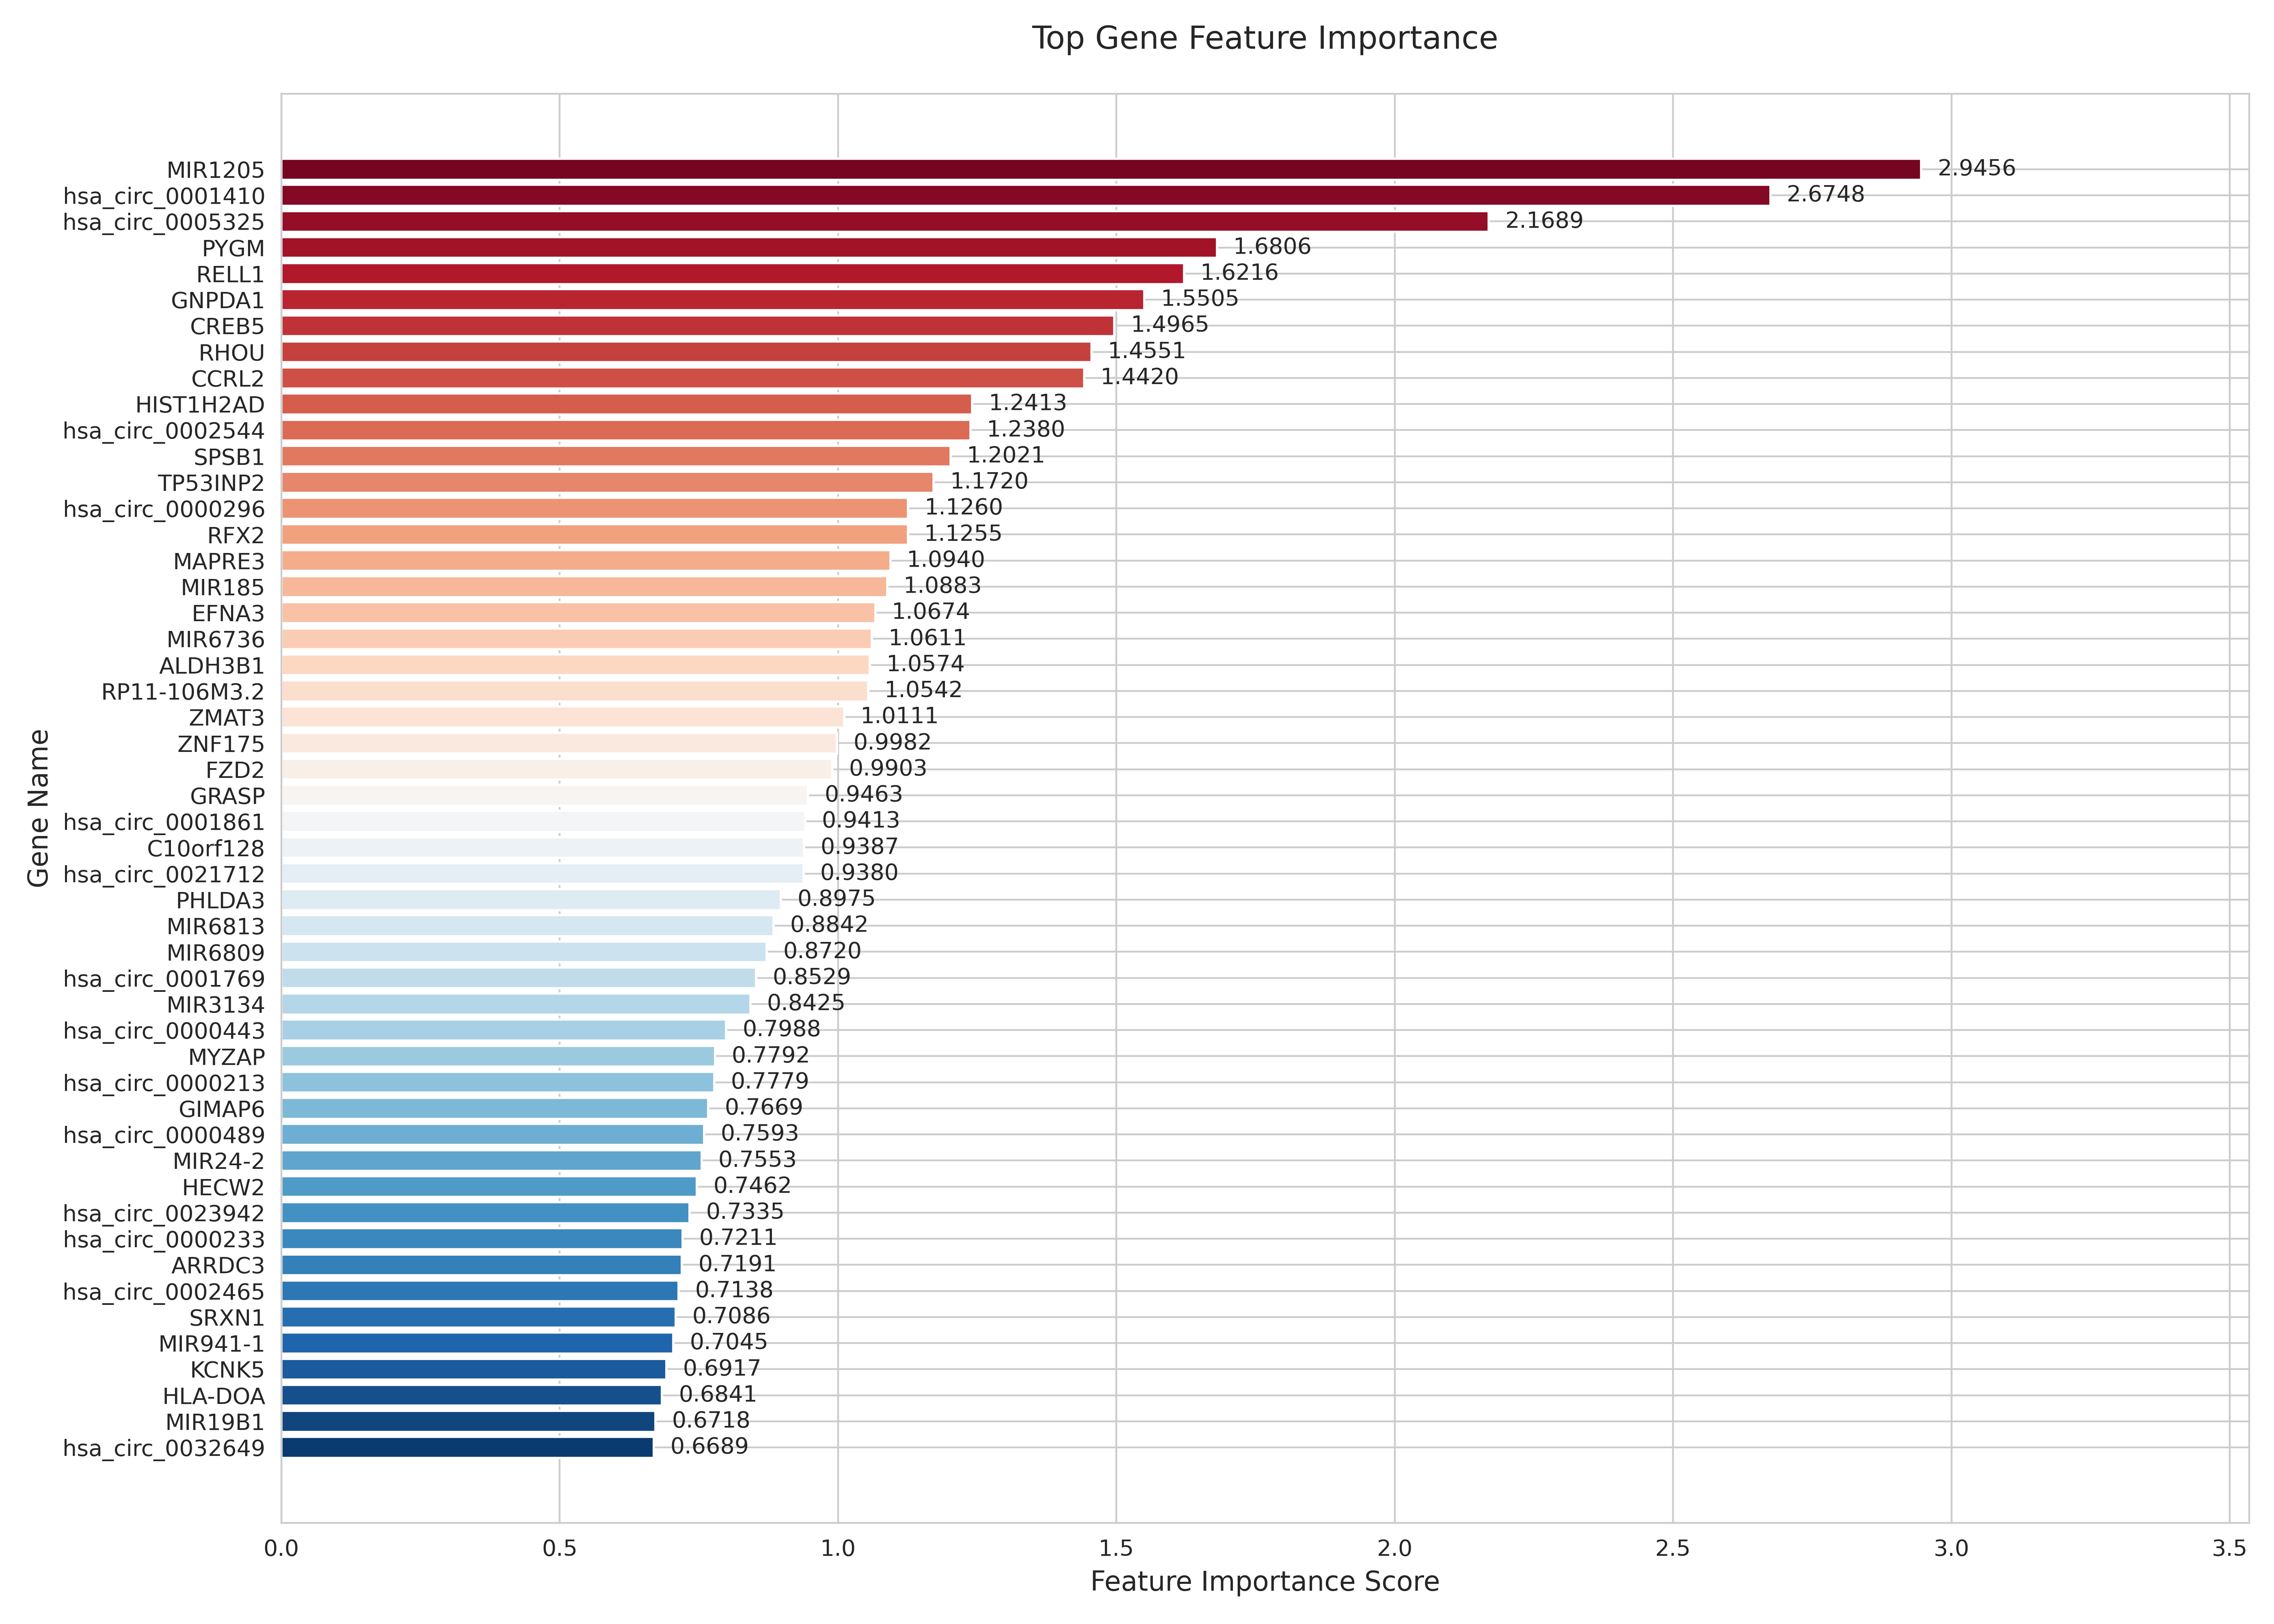 Top Gene Feature Importance
MIR1205 2.9456
hsa_circ_0001410 2.6748
hsa_circ_0005325 2.1689
PYGM 1.6806
RELL1 1.6216
GNPDA1 1.5505
CREB5 1.4965
RHOU 1.4551
CCRL2 1.4420
HIST1H2AD 1.2413
hsa_circ_0002544 1.2380
SPSB1 1.2021
TP53INP2 1.1720
hsa_circ_0000296 1.1260
RFX2 1.1255
MAPRE3 1.0940
MIR185 1.0883
EFNA3 1.0674
MIR6736 1.0611
ALDH3B1 1.0574
RP11-106M3.2 1.0542
ZMAT3 1.0111
ZNF175 0.9982
FZD2 0.9903
GRASP 0.9463
hsa_circ_0001861 0.9413
C10orf128 0.9387
hsa_circ_0021712 0.9380
PHLDA3 0.8975
MIR6813 0.8842
MIR6809 0.8720
hsa_circ_0001769 0.8529
MIR3134 0.8425
hsa_circ_0000443 0.7988
MYZAP 0.7792
hsa_circ_0000213 0.7779
GIMAP6 0.7669
hsa_circ_0000489 0.7593
MIR24-2 0.7553
HECW2 0.7462
hsa_circ_0023942 0.7335
hsa_circ_0000233 0.7211
ARRDC3 0.7191
hsa_circ_0002465 0.7138
SRXN1 0.7086
MIR941-1 0.7045
KCNK5 0.6917
HLA-DOA 0.6841
MIR19B1 0.6718
hsa_circ_0032649 0.6689
Gene Name
0.0 0.5 1.0 1.5 2.0 2.5 3.0 3.5
Feature Importance Score